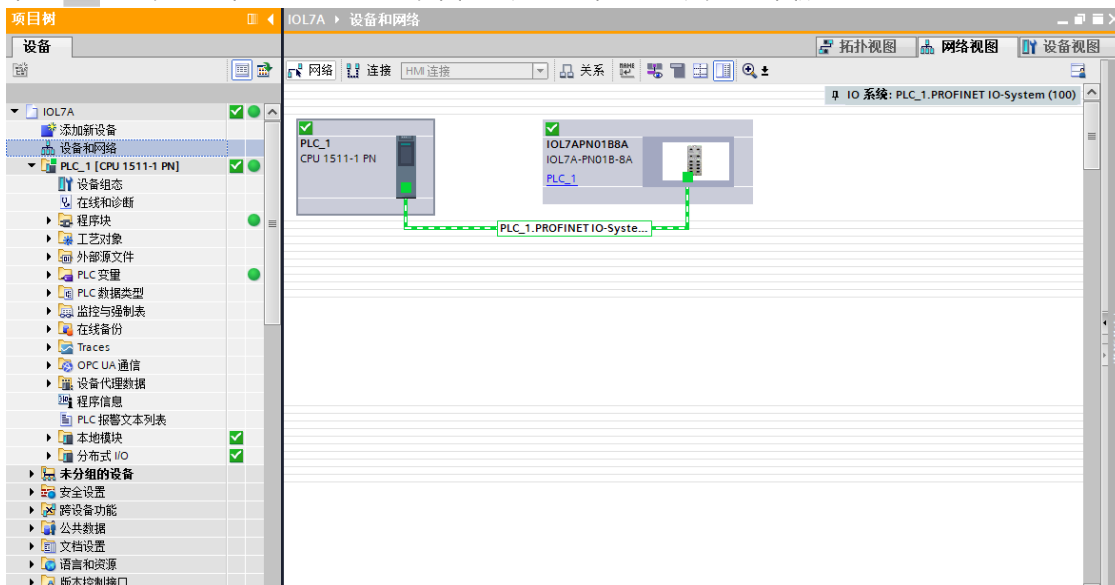 项目树
IOL7A ▸ 设备和网络
设备
拓扑视图
网络视图
设备视图
网络
连接
HMI 连接
关系
IO 系统: PLC_1.PROFINET IO-System (100)
IOL7A
添加新设备
设备和网络
PLC_1 [CPU 1511-1 PN]
设备组态
在线和诊断
程序块
工艺对象
外部源文件
PLC 变量
PLC 数据类型
监控与强制表
在线备份
Traces
OPC UA 通信
设备代理数据
程序信息
PLC 报警文本列表
本地模块
分布式 I/O
未分组的设备
安全设置
跨设备功能
公共数据
文档设置
语言和资源
版本控制接口
PLC_1
CPU 1511-1 PN
IOL7APN01B8A
IOL7A-PN01B-8A
PLC_1
PLC_1.PROFINET IO-Syste...